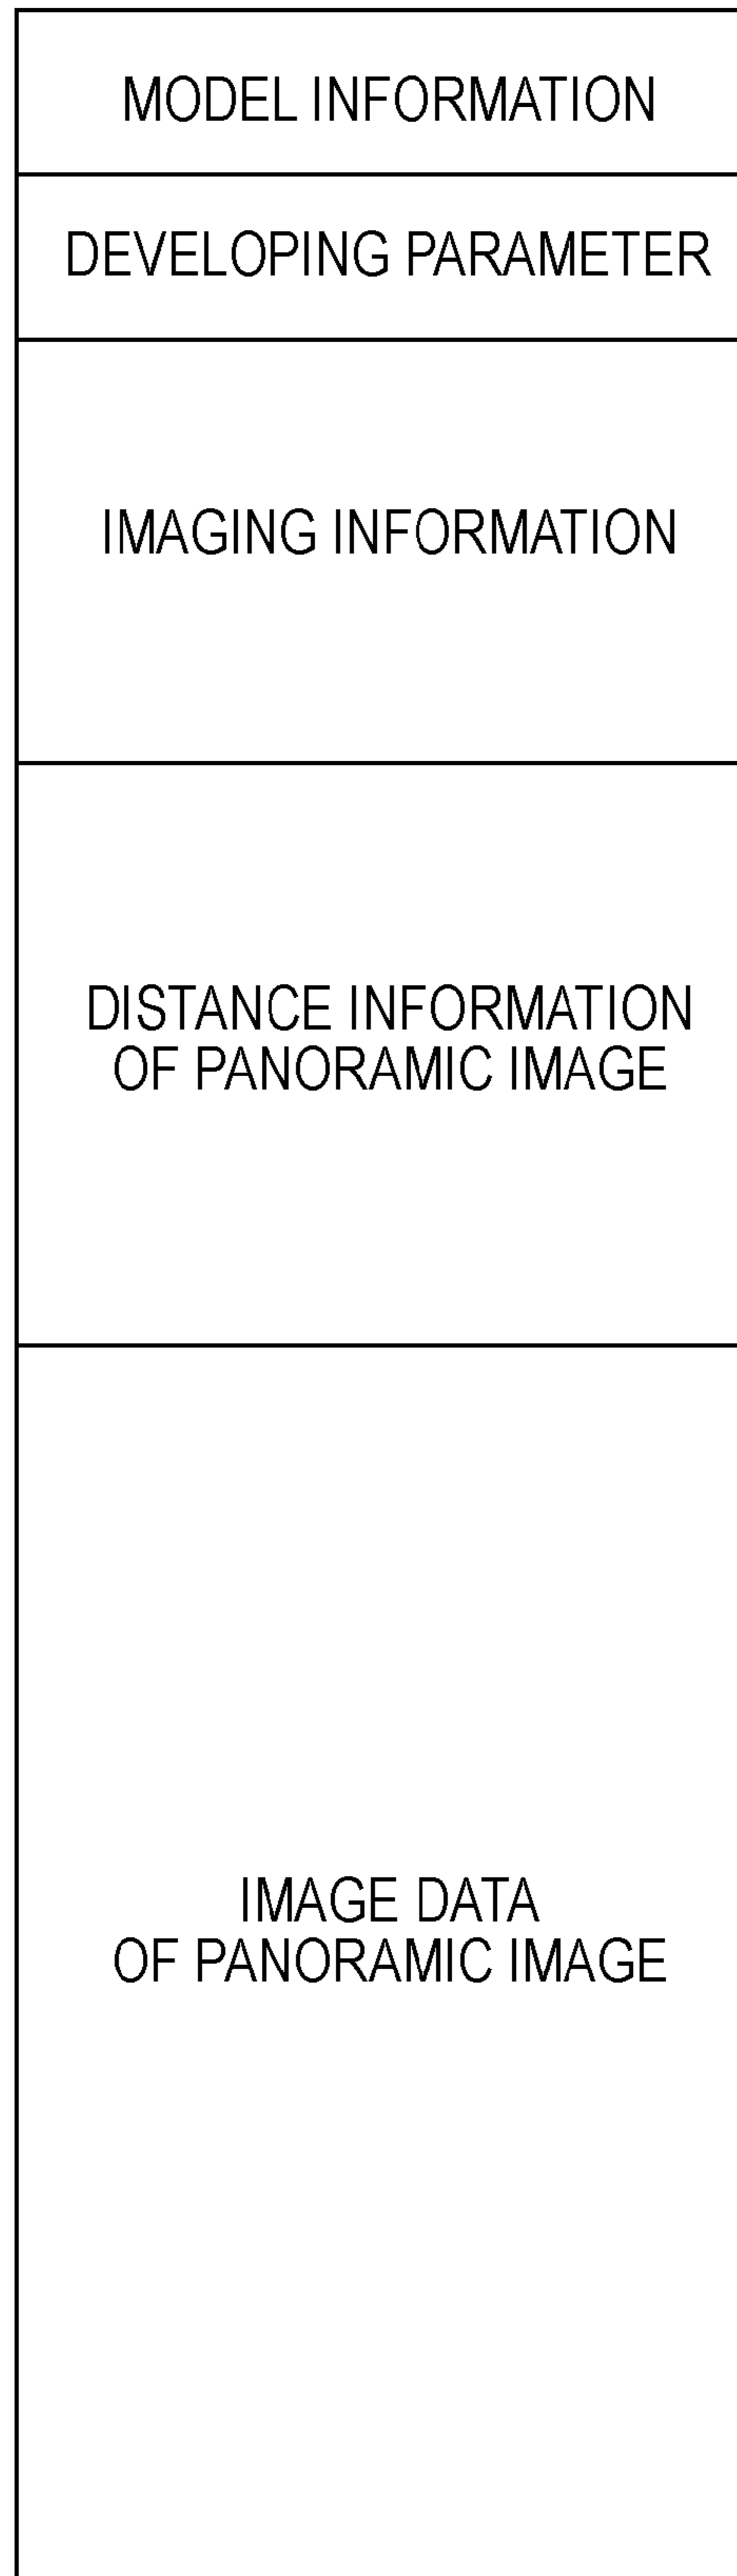 MODEL INFORMATION
DEVELOPING PARAMETER
IMAGING INFORMATION
DISTANCE INFORMATION
OF PANORAMIC IMAGE
IMAGE DATA
OF PANORAMIC IMAGE